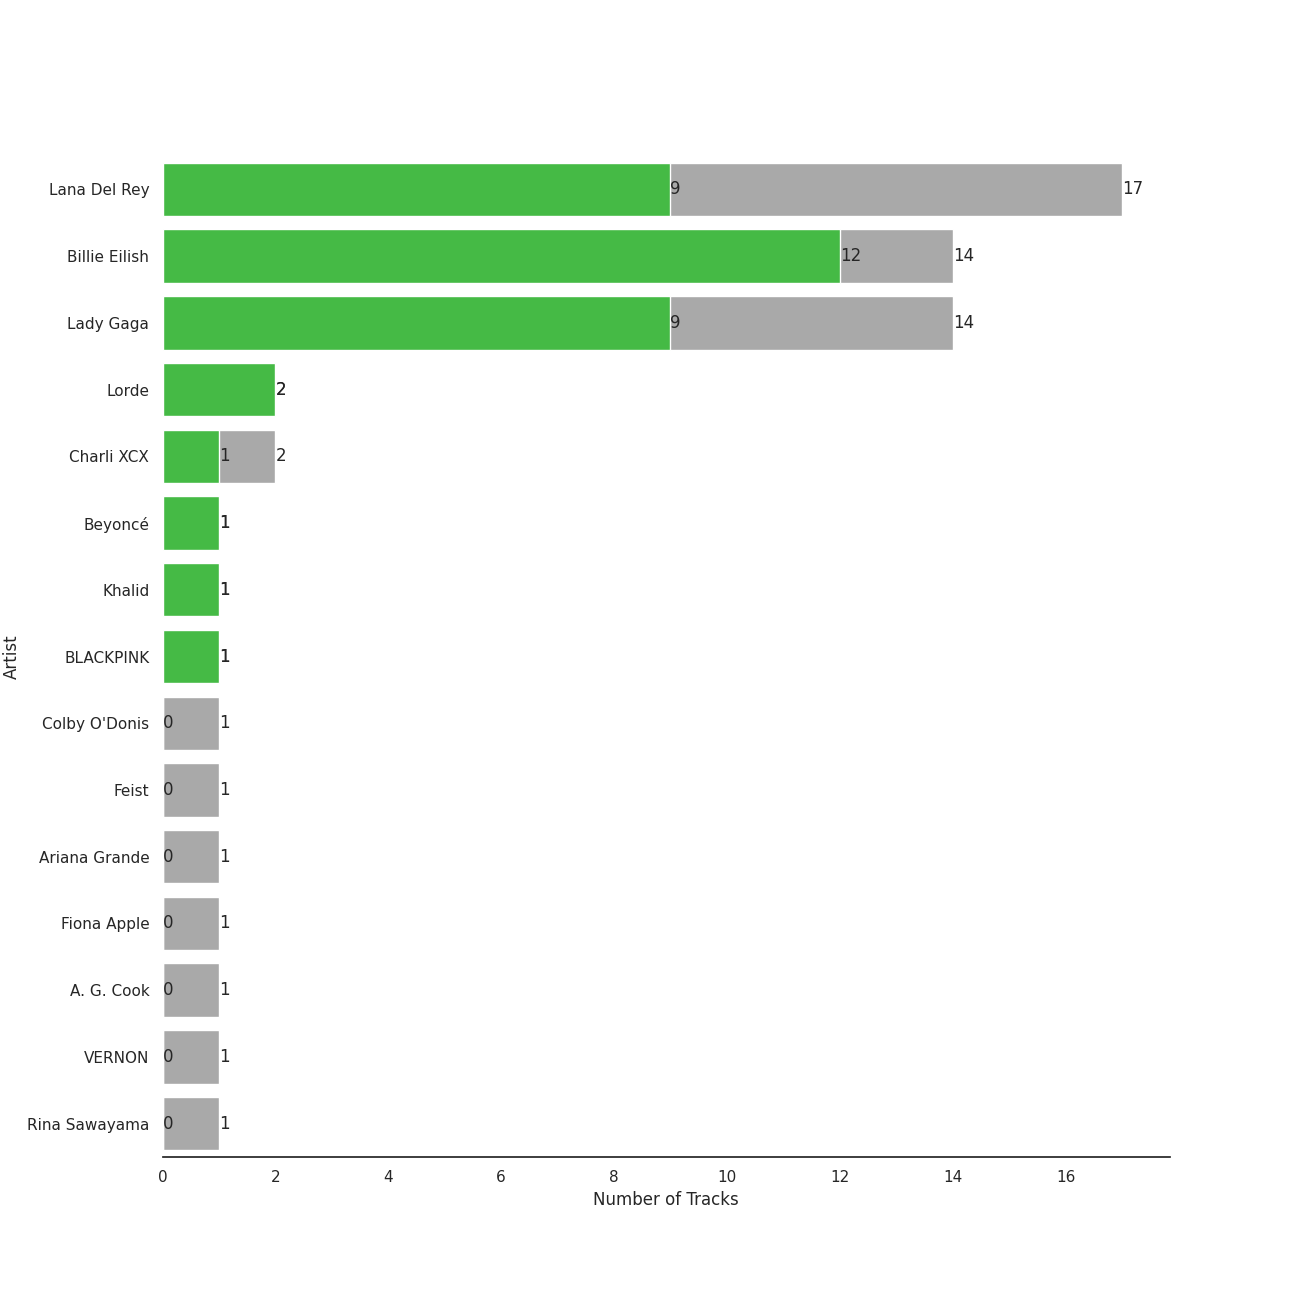 Lana Del Rey 9 17
Billie Eilish 12 14
Lady Gaga 9 14
Lorde 2
Charli XCX 1 2
Beyoncé 1
Khalid 1
BLACKPINK 1
Colby O'Donis 0 1
Feist 0 1
Ariana Grande 0 1
Fiona Apple 0 1
A. G. Cook 0 1
VERNON 0 1
Rina Sawayama 0 1
Artist
0 2 4 6 8 10 12 14 16
Number of Tracks